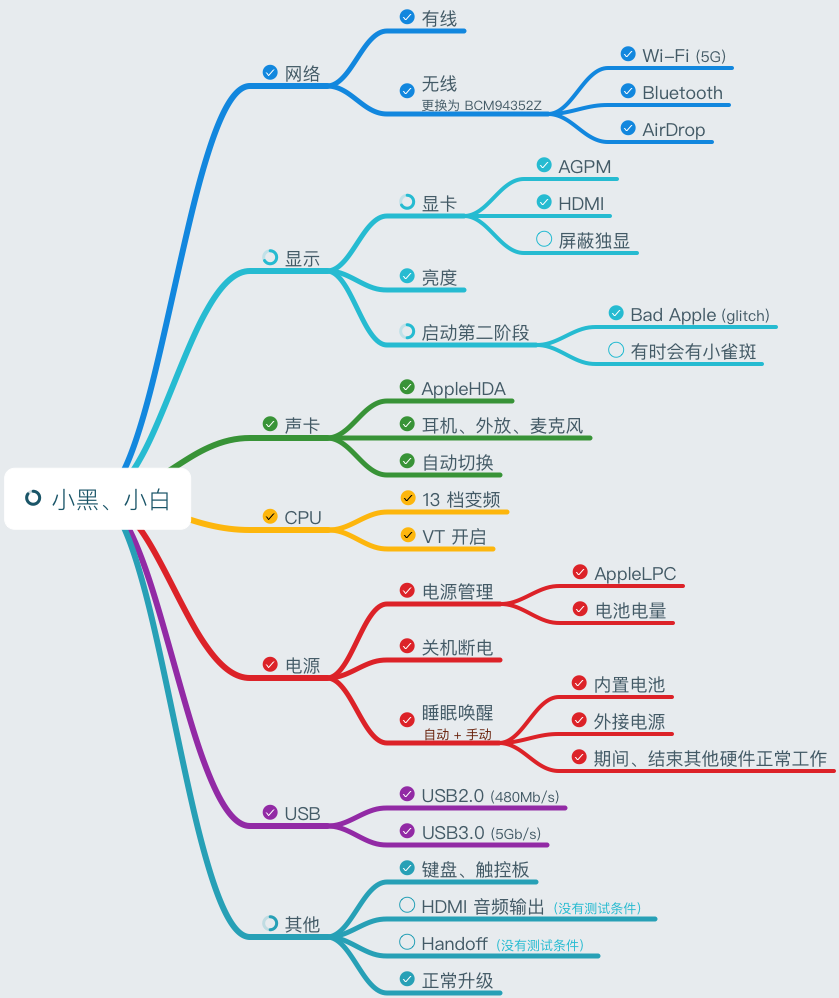 小黑、小白
网络
有线
无线
更换为 BCM94352Z
Wi-Fi (5G)
Bluetooth
AirDrop
显示
显卡
AGPM
HDMI
屏蔽独显
亮度
启动第二阶段
Bad Apple (glitch)
有时会有小雀斑
声卡
AppleHDA
耳机、外放、麦克风
自动切换
CPU
13 档变频
VT 开启
电源
电源管理
AppleLPC
电池电量
关机断电
睡眠唤醒
自动 + 手动
内置电池
外接电源
期间、结束其他硬件正常工作
USB
USB2.0 (480Mb/s)
USB3.0 (5Gb/s)
其他
键盘、触控板
HDMI 音频输出 (没有测试条件)
Handoff (没有测试条件)
正常升级